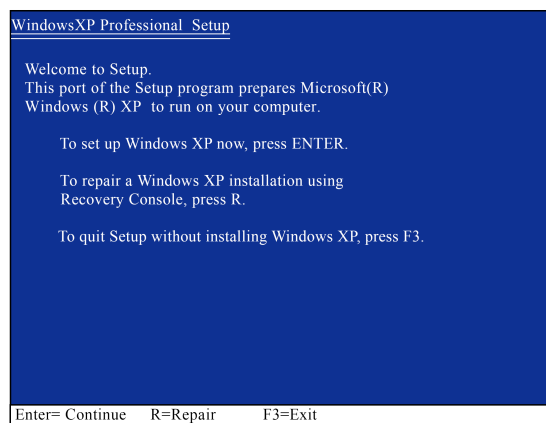 WindowsXP Professional Setup
Welcome to Setup.
This port of the Setup program prepares Microsoft(R)
Windows (R) XP to run on your computer.
To set up Windows XP now, press ENTER.
To repair a Windows XP installation using
Recovery Console, press R.
To quit Setup without installing Windows XP, press F3.
Enter= Continue R=Repair F3=Exit